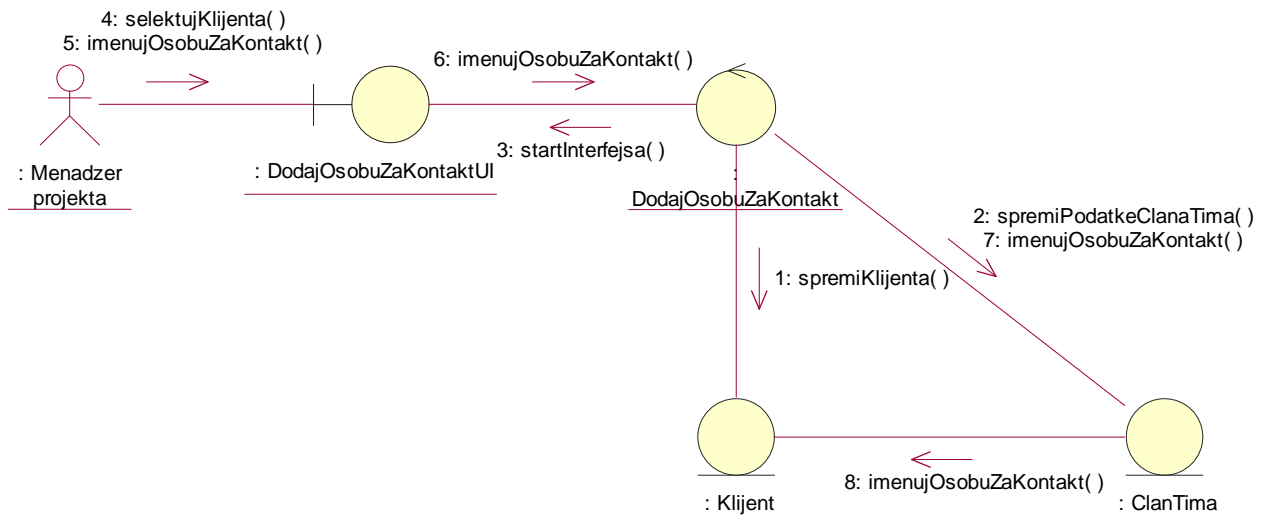 4: selektujKlijenta( )
5: imenujOsobuZaKontakt( )
6: imenujOsobuZaKontakt( )
3: startInterfejsa( )
: Menadzer
projekta
: DodajOsobuZaKontaktUI
:
DodajOsobuZaKontakt
2: spremiPodatkeClanaTima( )
7: imenujOsobuZaKontakt( )
1: spremiKlijenta( )
8: imenujOsobuZaKontakt( )
: Klijent
: ClanTima